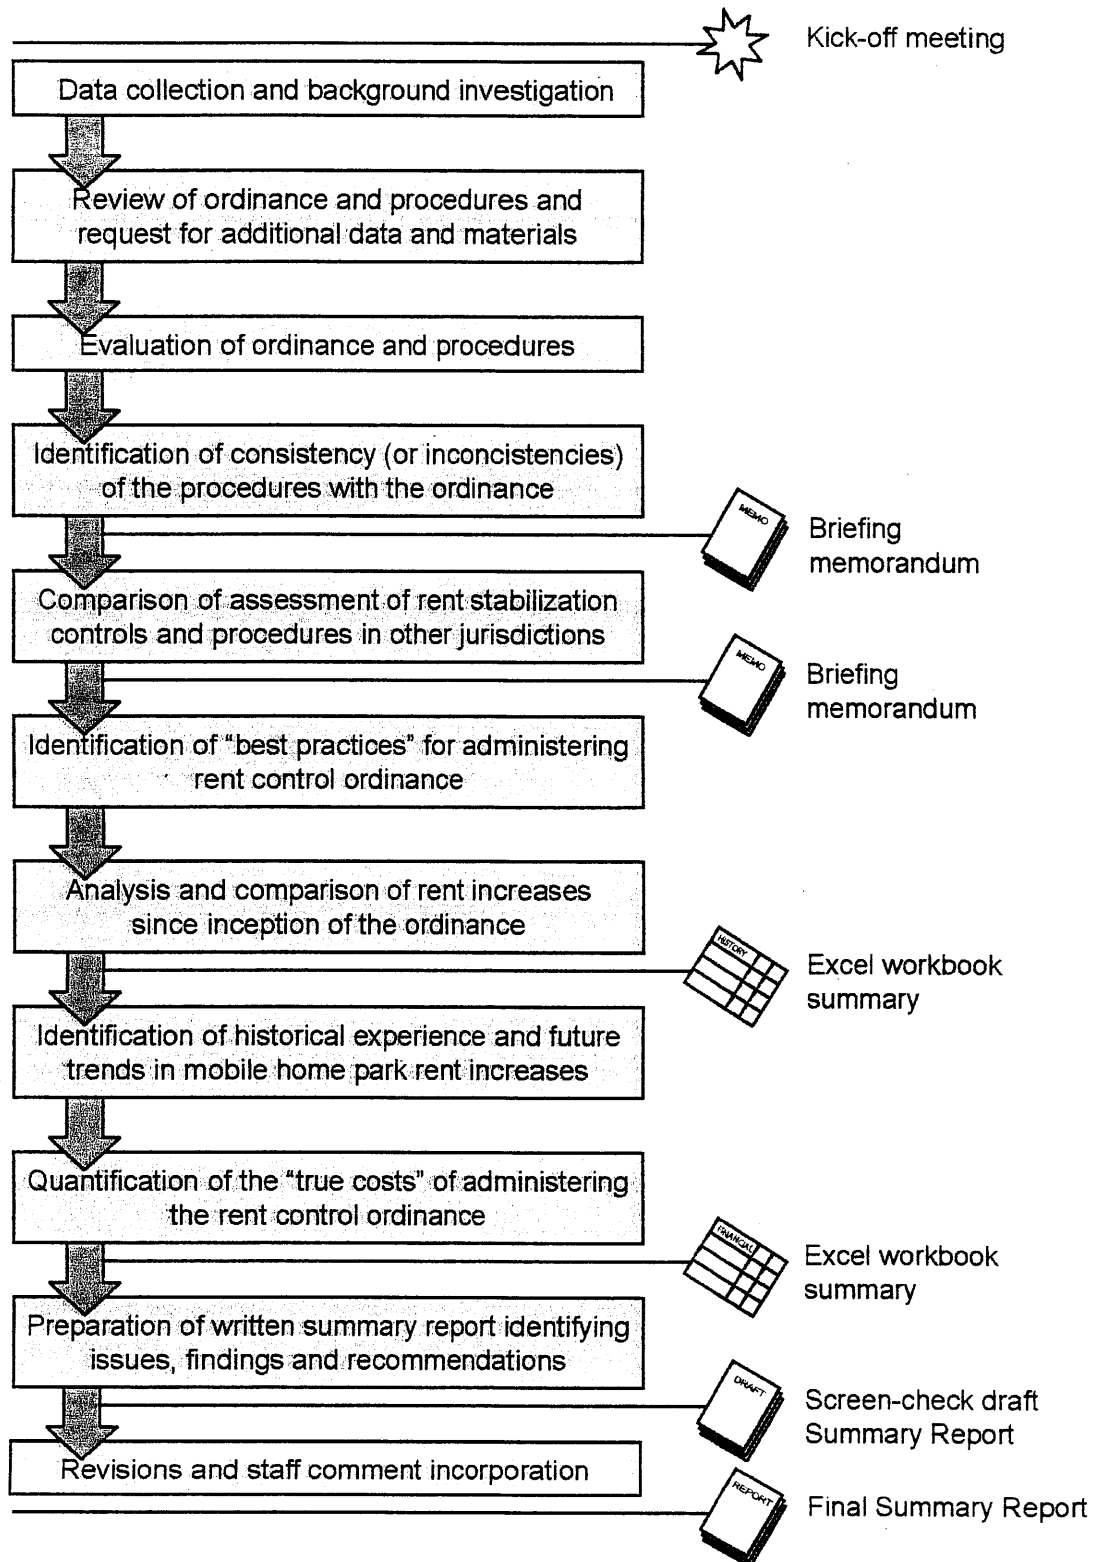 Kick-off meeting
Data collection and background investigation
Review of ordinance and procedures and
request for additional data and materials
Evaluation of ordinance and procedures
Identification of consistency (or inconcistencies)
of the procedures with the ordinance
MEMO
Briefing
memorandum
Comparison of assessment of rent stabilization
controls and procedures in other jurisdictions
MEMO
Briefing
memorandum
Identification of “best practices” for administering
rent control ordinance
Analysis and comparison of rent increases
since inception of the ordinance
HISTORY
Excel workbook
summary
Identification of historical experience and future
trends in mobile home park rent increases
Quantification of the “true costs” of administering
the rent control ordinance
FINANCIAL
Excel workbook
summary
Preparation of written summary report identifying
issues, findings and recommendations
DRAFT
Screen-check draft
Summary Report
Revisions and staff comment incorporation
REPORT
Final Summary Report